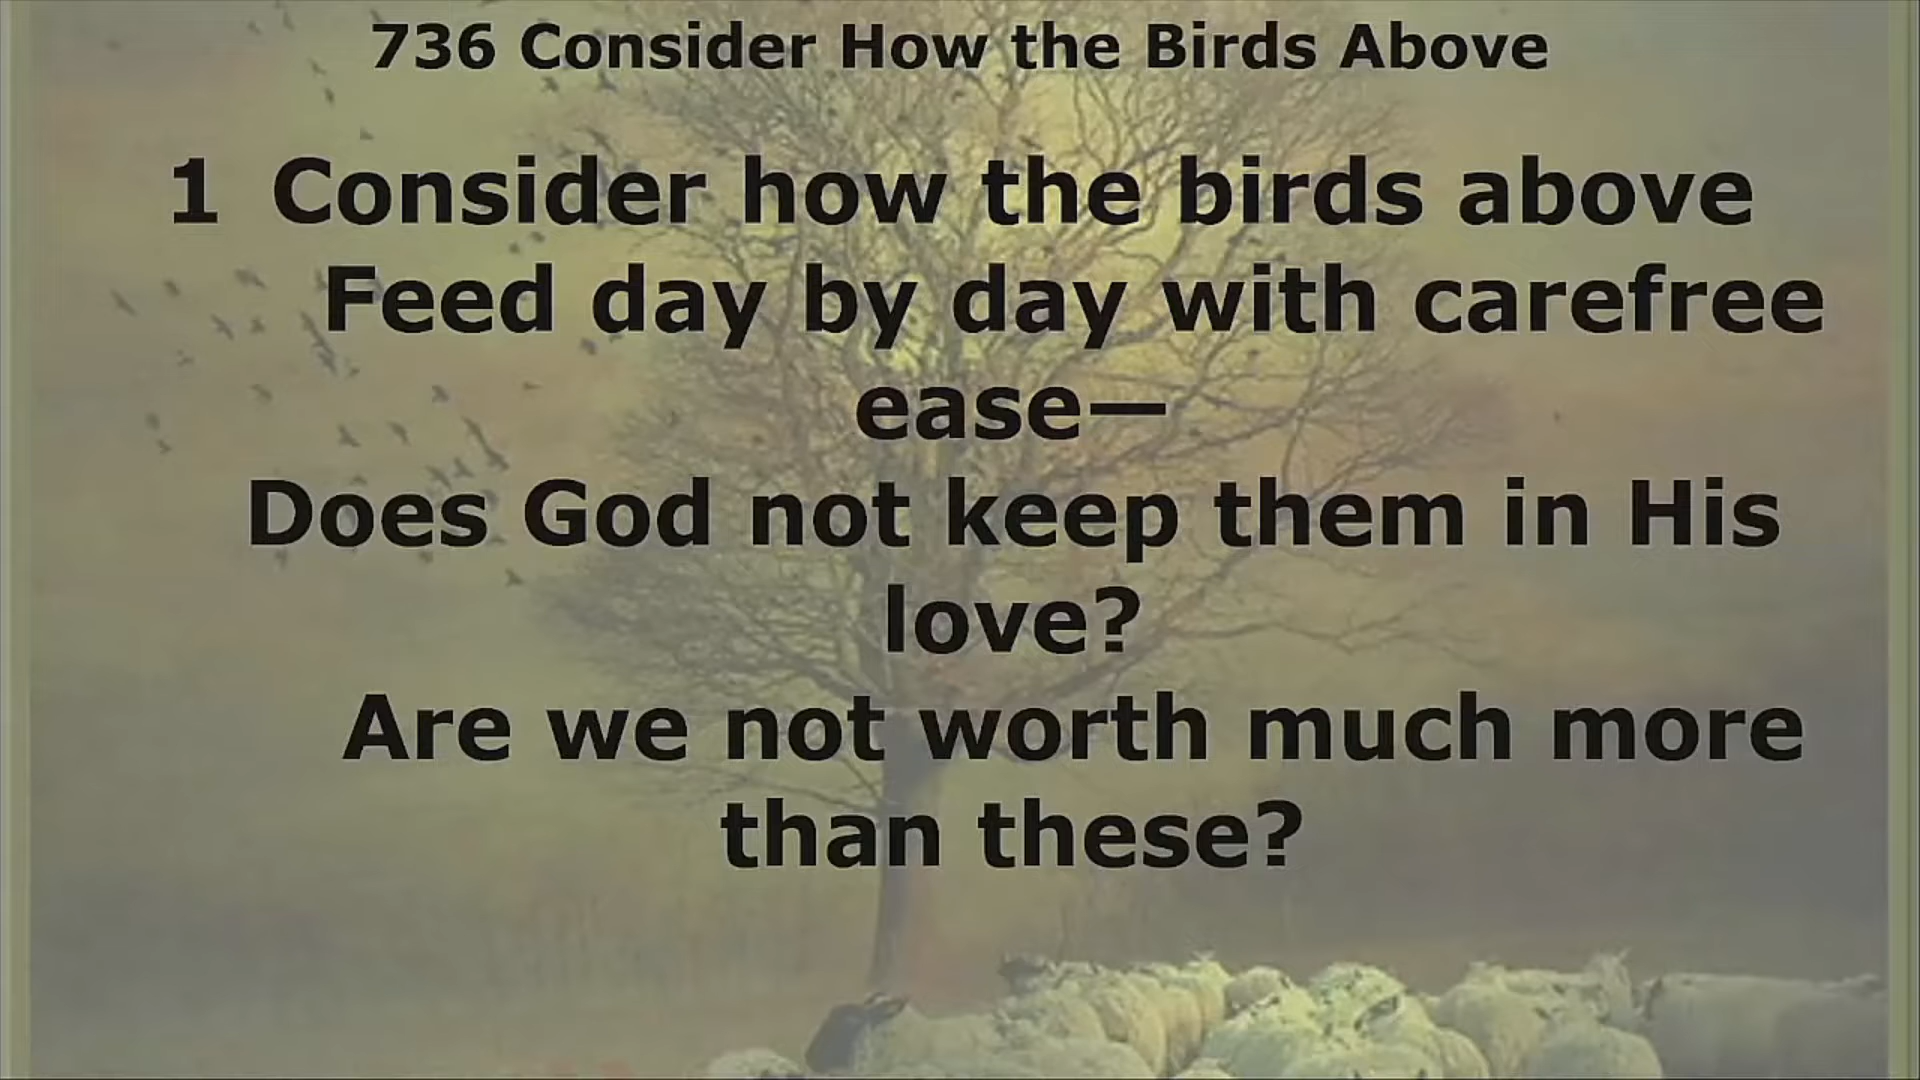 736 Consider How the Birds Above
1 Consider how the birds above
Feed day by day with carefree
ease—
Does God not keep them in His
love?
Are we not worth much more
than these?